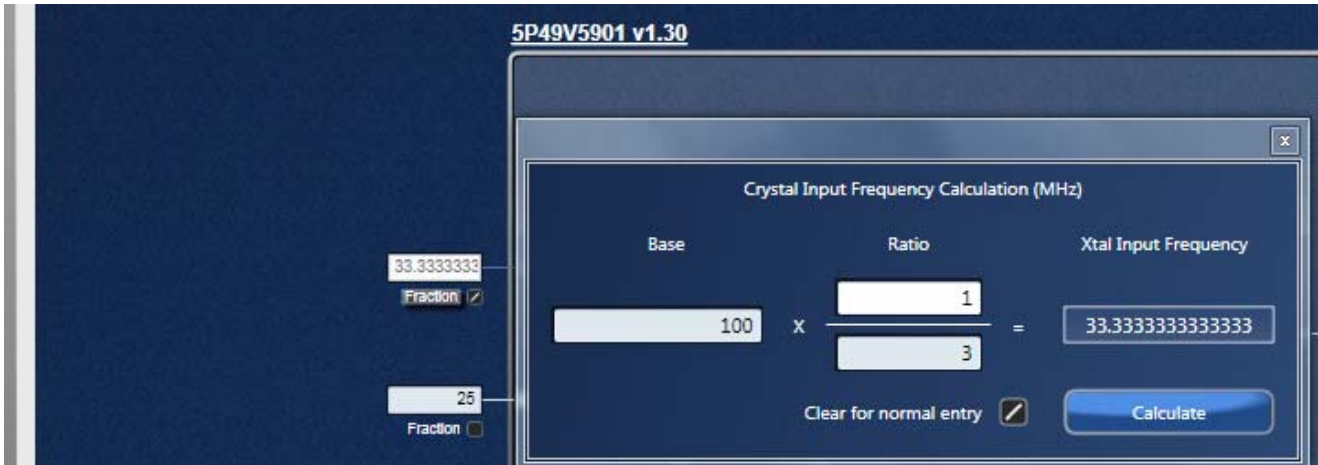 5P49V5901 v1.30
x
Crystal Input Frequency Calculation (MHz)
Base Ratio Xtal Input Frequency
33.3333333
Fraction
1
100 x = 33.3333333333333
3
25
Fraction
Clear for normal entry Calculate